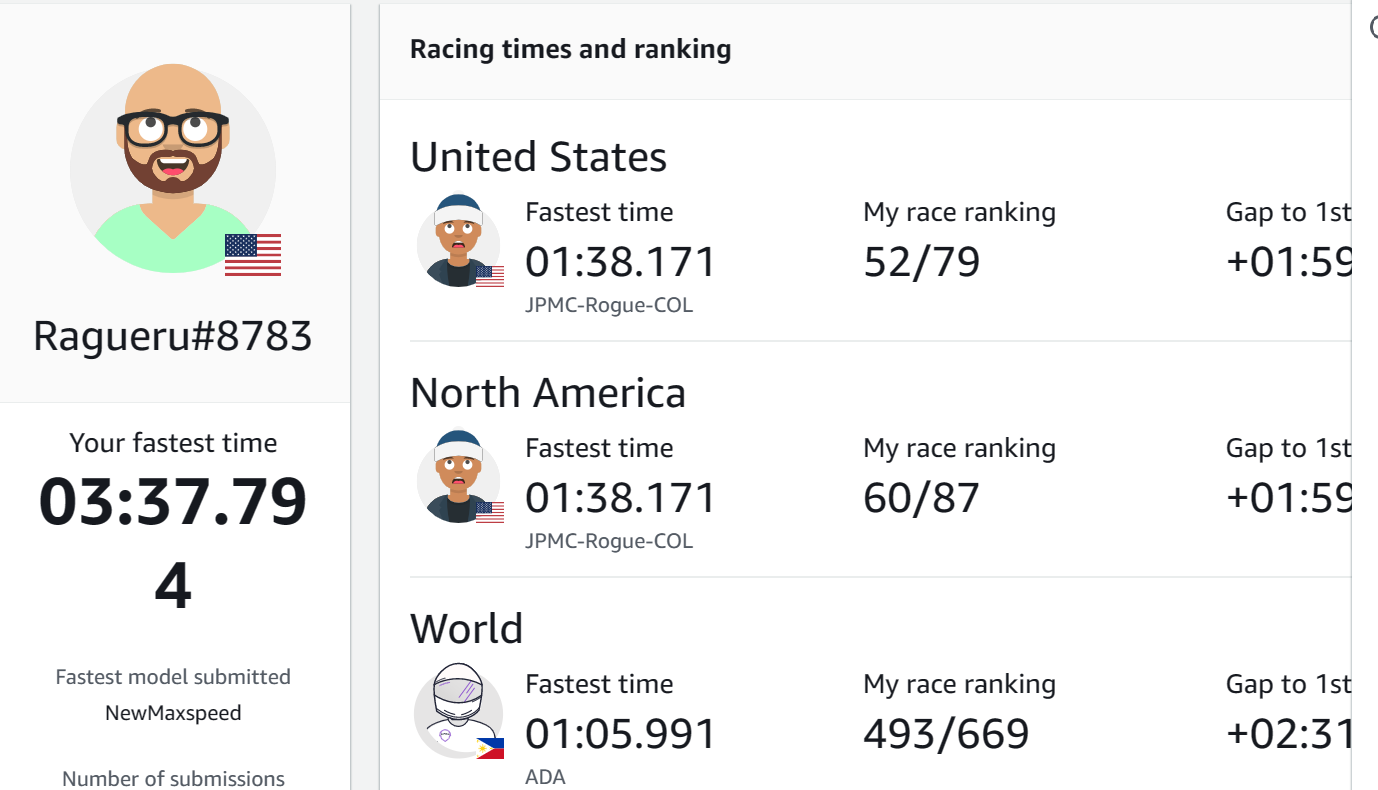 Ragueru#8783
Your fastest time
03:37.79
4
Fastest model submitted
NewMaxspeed
Number of submissions
Racing times and ranking
United States
Fastest time
My race ranking
Gap to 1st
01:38.171
52/79
+01:59
JPMC-Rogue-COL
North America
Fastest time
My race ranking
Gap to 1st
01:38.171
60/87
+01:59
JPMC-Rogue-COL
World
Fastest time
My race ranking
Gap to 1st
01:05.991
493/669
+02:31
ADA